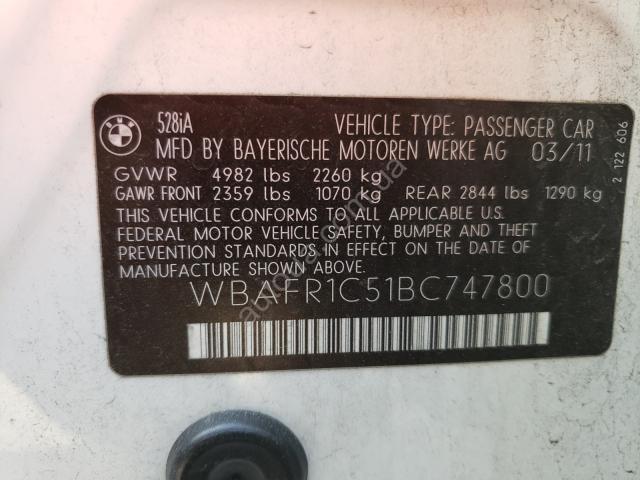 BMW
528iA
VEHICLE TYPE: PASSENGER CAR
MFD BY BAYERISCHE MOTOREN WERKE AG 03/11
GVWR 4982 lbs 2260 kg
GAWR FRONT 2359 lbs 1070 kg REAR 2844 lbs 1290 kg
THIS VEHICLE CONFORMS TO ALL APPLICABLE U.S.
FEDERAL MOTOR VEHICLE SAFETY, BUMPER AND THEFT
PREVENTION STANDARDS IN EFFECT ON THE DATE OF
MANUFACTURE SHOWN ABOVE.
WBAFR1C51BC747800
2 122 606